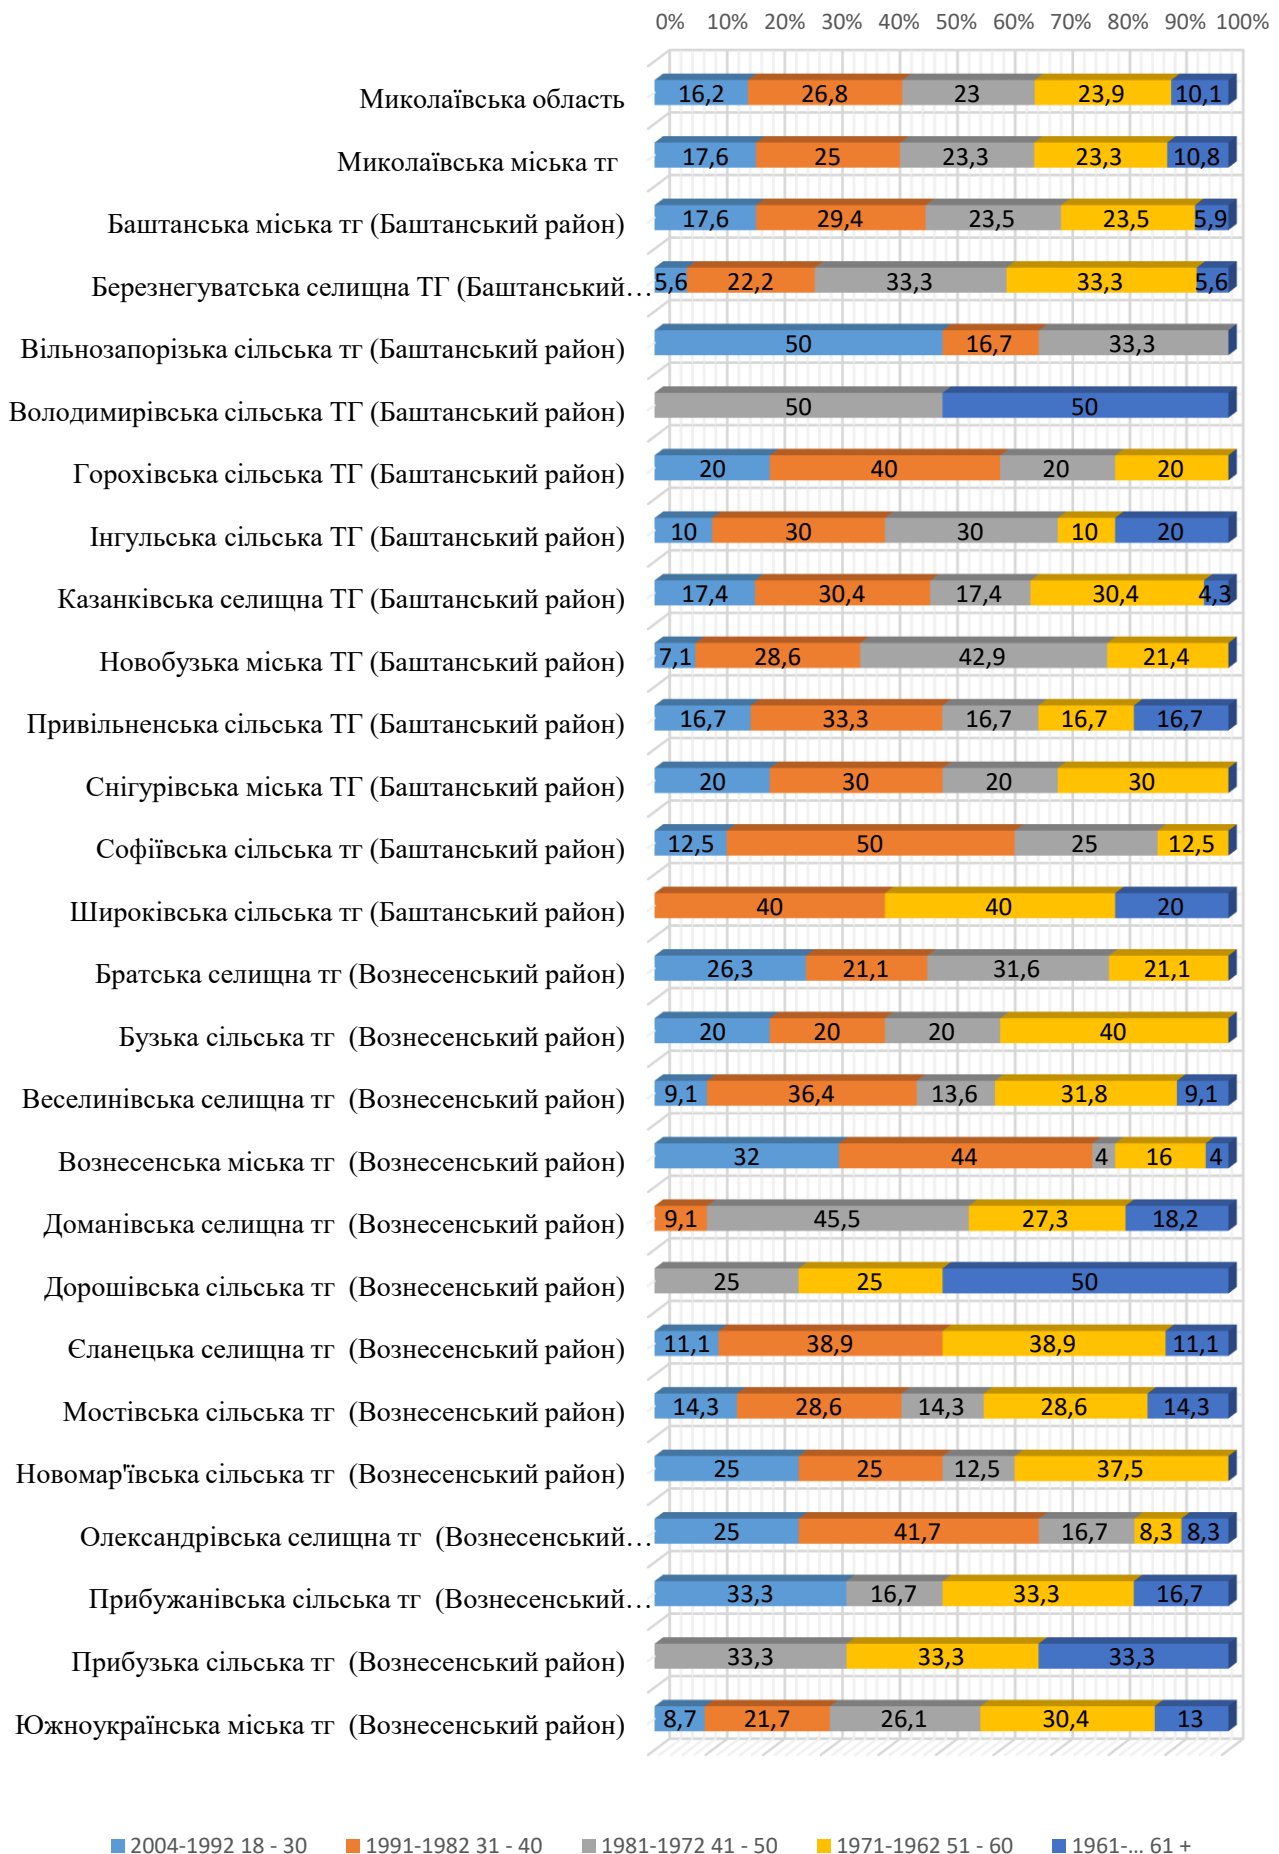 0% 10% 20% 30% 40% 50% 60% 70% 80% 90% 100%
Миколаївська область 16,2 26,8 23 23,9 10,1
Миколаївська міська тг 17,6 25 23,3 23,3 10,8
Баштанська міська тг (Баштанський район) 17,6 29,4 23,5 23,5 5,9
Березнегуватська селищна ТГ (Баштанський… 5,6 22,2 33,3 33,3 5,6
Вільнозапорізька сільська тг (Баштанський район) 50 16,7 33,3
Володимирівська сільська ТГ (Баштанський район) 50 50
Горохівська сільська ТГ (Баштанський район) 20 40 20 20
Інгульська сільська ТГ (Баштанський район) 10 30 30 10 20
Казанківська селищна ТГ (Баштанський район) 17,4 30,4 17,4 30,4 4,3
Новобузька міська ТГ (Баштанський район) 7,1 28,6 42,9 21,4
Привільненська сільська ТГ (Баштанський район) 16,7 33,3 16,7 16,7 16,7
Снігурівська міська ТГ (Баштанський район) 20 30 20 30
Софіївська сільська тг (Баштанський район) 12,5 50 25 12,5
Широківська сільська тг (Баштанський район) 40 40 20
Братська селищна тг (Вознесенський район) 26,3 21,1 31,6 21,1
Бузька сільська тг (Вознесенський район) 20 20 20 40
Веселинівська селищна тг (Вознесенський район) 9,1 36,4 13,6 31,8 9,1
Вознесенська міська тг (Вознесенський район) 32 44 4 16 4
Доманівська селищна тг (Вознесенський район) 9,1 45,5 27,3 18,2
Дорошівська сільська тг (Вознесенський район) 25 25 50
Єланецька селищна тг (Вознесенський район) 11,1 38,9 38,9 11,1
Мостівська сільська тг (Вознесенський район) 14,3 28,6 14,3 28,6 14,3
Новомар'ївська сільська тг (Вознесенський район) 25 25 12,5 37,5
Олександрівська селищна тг (Вознесенський… 25 41,7 16,7 8,3 8,3
Прибужанівська сільська тг (Вознесенський… 33,3 16,7 33,3 16,7
Прибузька сільська тг (Вознесенський район) 33,3 33,3 33,3
Южноукраїнська міська тг (Вознесенський район) 8,7 21,7 26,1 30,4 13
2004-1992 18 - 30 1991-1982 31 - 40 1981-1972 41 - 50 1971-1962 51 - 60 1961-… 61 +